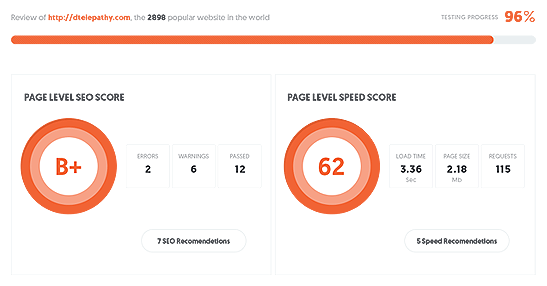 Review of http://dtelepathy.com, the 2898 popular website in the world
TESTING PROGRESS 96%
PAGE LEVEL SEO SCORE
B+
ERRORS
2
WARNINGS
6
PASSED
12
7 SEO Recomendetions
PAGE LEVEL SPEED SCORE
62
LOAD TIME
3.36
Sec
PAGE SIZE
2.18
Mb
REQUESTS
115
5 Speed Recomendetions